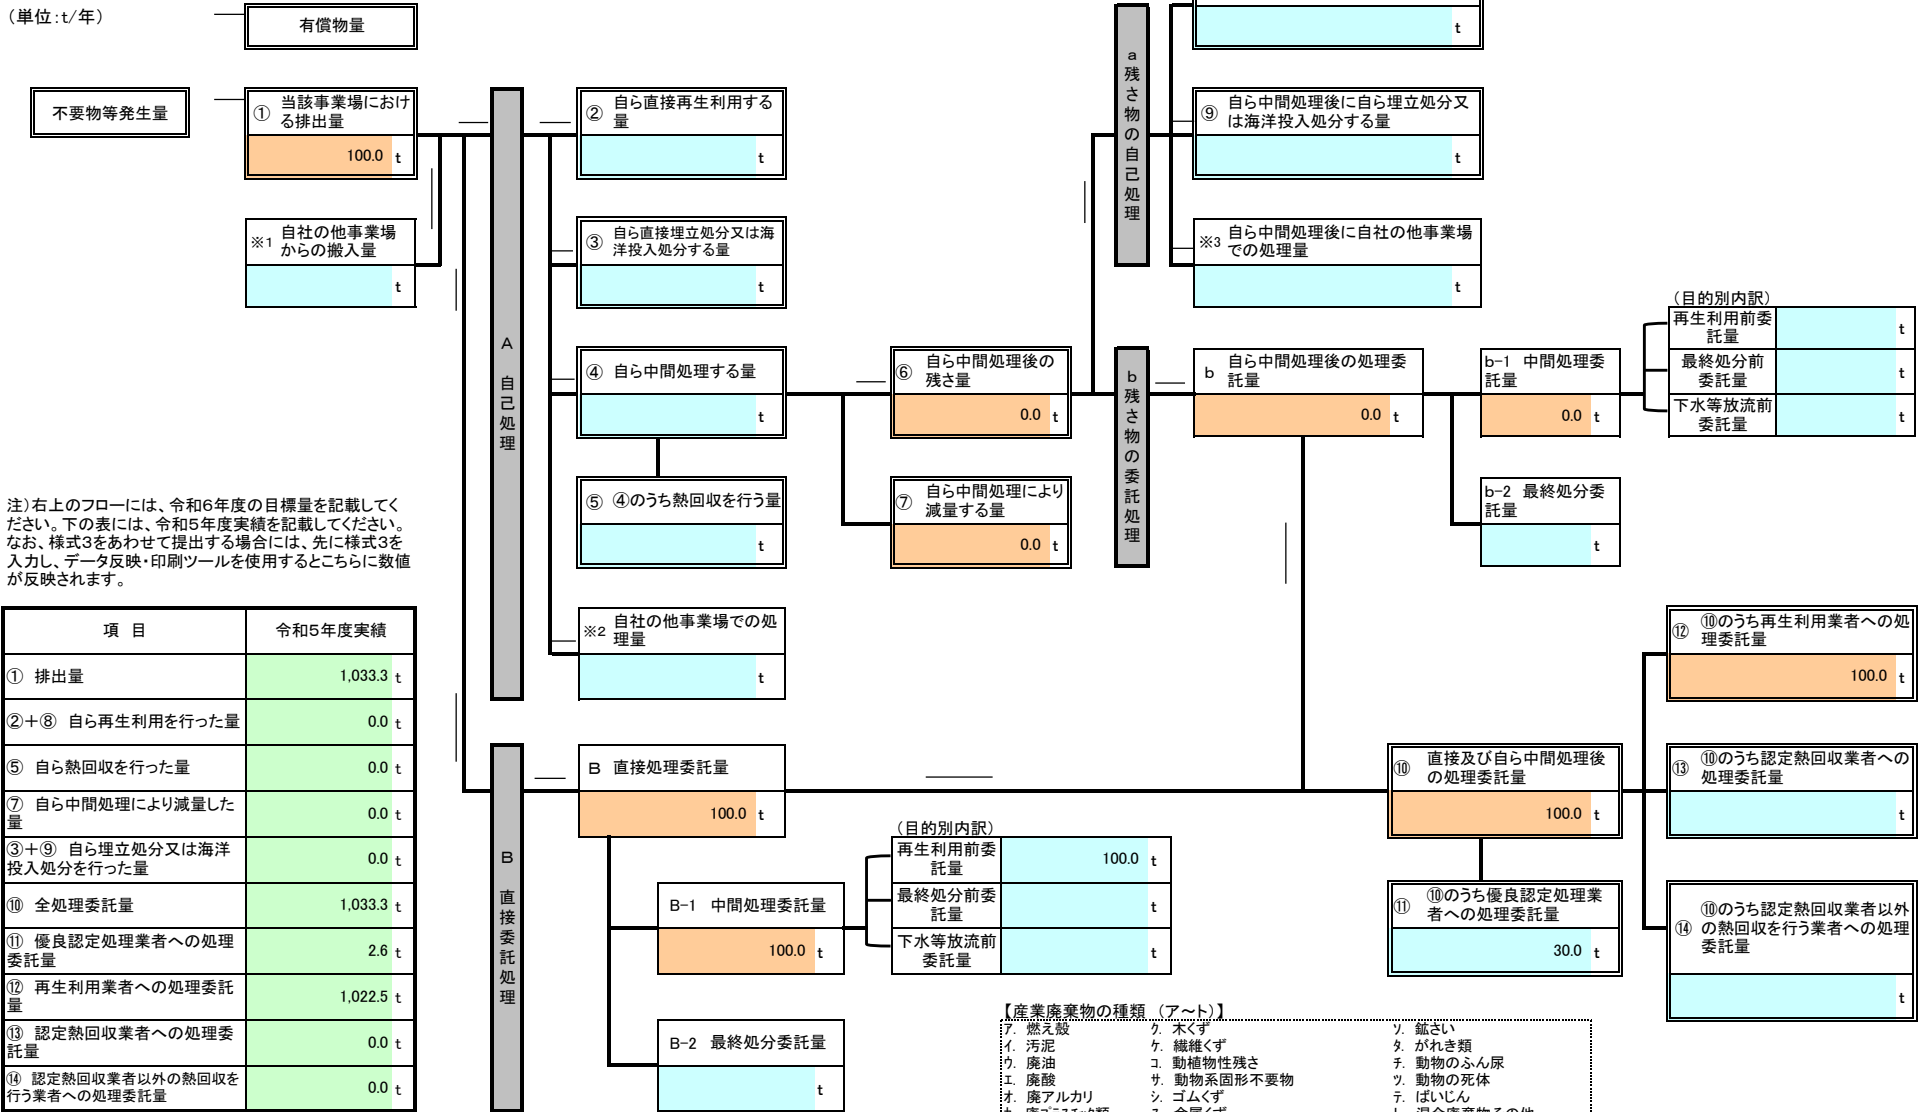 （単位:t/年）
有償物量
t
不要物等発生量
① 当該事業場におけ
る排出量
100.0 t
※1 自社の他事業場
からの搬入量
t
A 自己処理
② 自ら直接再生利用する
量
t
③ 自ら直接埋立処分又は海
洋投入処分する量
t
④ 自ら中間処理する量
t
⑤ ④のうち熱回収を行う量
t
※2 自社の他事業場での処
理量
t
⑥ 自ら中間処理後の
残さ量
0.0 t
⑦ 自ら中間処理により
減量する量
0.0 t
a 残さ物の自己処理
⑨ 自ら中間処理後に自ら埋立処分又
は海洋投入処分する量
t
※3 自ら中間処理後に自社の他事業場
での処理量
t
b 残さ物の委託処理
b 自ら中間処理後の処理委
託量
0.0 t
b-1 中間処理委
託量
0.0 t
（目的別内訳）
再生利用前委
託量
t
最終処分前
委託量
t
下水等放流前
委託量
t
b-2 最終処分委
託量
t
注）右上のフローには、令和6年度の目標量を記載してく
ださい。下の表には、令和5年度実績を記載してください。
なお、様式3をあわせて提出する場合には、先に様式3を
入力し、データ反映・印刷ツールを使用するとこちらに数値
が反映されます。
項 目 令和5年度実績
① 排出量 1,033.3 t
②+⑧ 自ら再生利用を行った量 0.0 t
⑤ 自ら熱回収を行った量 0.0 t
⑦ 自ら中間処理により減量した
量 0.0 t
③+⑨ 自ら埋立処分又は海洋
投入処分を行った量 0.0 t
⑩ 全処理委託量 1,033.3 t
⑪ 優良認定処理業者への処理
委託量 2.6 t
⑫ 再生利用業者への処理委託
量 1,022.5 t
⑬ 認定熱回収業者への処理委
託量 0.0 t
⑭ 認定熱回収業者以外の熱回収を
行う業者への処理委託量 0.0 t
B 直接委託処理
B 直接処理委託量
100.0 t
B-1 中間処理委託量
100.0 t
（目的別内訳）
再生利用前委
託量
100.0 t
最終処分前委
託量
t
下水等放流前
委託量
t
B-2 最終処分委託量
t
⑩ 直接及び自ら中間処理後
の処理委託量
100.0 t
⑪ ⑩のうち優良認定処理業
者への処理委託量
30.0 t
⑫ ⑩のうち再生利用業者への処
理委託量
100.0 t
⑬ ⑩のうち認定熱回収業者への
処理委託量
t
⑭ ⑩のうち認定熱回収業者以外
の熱回収を行う業者への処理
委託量
t
【産業廃棄物の種類 （ア～ト）】
ア. 燃え殻 ク. 木くず ソ. 鉱さい
イ. 汚泥 ケ. 繊維くず タ. がれき類
ウ. 廃油 コ. 動植物性残さ チ. 動物のふん尿
エ. 廃酸 サ. 動物系固形不要物 ツ. 動物の死体
オ. 廃アルカリ シ. ゴムくず テ. ばいじん